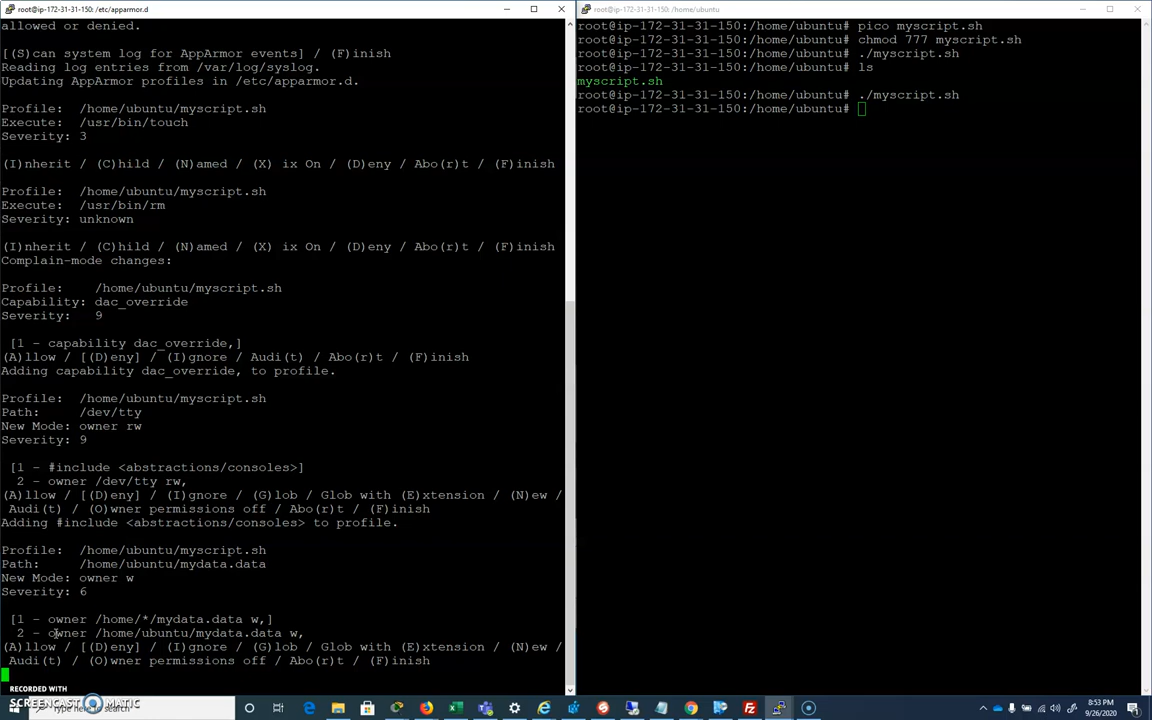 root@ip-172-31-31-150: /etc/apparmor.d
allowed or denied.
[(S)can system log for AppArmor events] / (F)inish
Reading log entries from /var/log/syslog.
Updating AppArmor profiles in /etc/apparmor.d.
Profile:  /home/ubuntu/myscript.sh
Execute:  /usr/bin/touch
Severity: 3
(I)nherit / (C)hild / (N)amed / (X) ix On / (D)eny / Abo(r)t / (F)inish
Profile:  /home/ubuntu/myscript.sh
Execute:  /usr/bin/rm
Severity: unknown
(I)nherit / (C)hild / (N)amed / (X) ix On / (D)eny / Abo(r)t / (F)inish
Complain-mode changes:
Profile:    /home/ubuntu/myscript.sh
Capability: dac_override
Severity:   9
[1 - capability dac_override,]
(A)llow / [(D)eny] / (I)gnore / Audi(t) / Abo(r)t / (F)inish
Adding capability dac_override, to profile.
Profile:  /home/ubuntu/myscript.sh
Path:     /dev/tty
New Mode: owner rw
Severity: 9
[1 - #include <abstractions/consoles>]
2 - owner /dev/tty rw,
(A)llow / [(D)eny] / (I)gnore / (G)lob / Glob with (E)xtension / (N)ew /
Audi(t) / (O)wner permissions off / Abo(r)t / (F)inish
Adding #include <abstractions/consoles> to profile.
Profile:  /home/ubuntu/myscript.sh
Path:     /home/ubuntu/mydata.data
New Mode: owner w
Severity: 6
[1 - owner /home/*/mydata.data w,]
2 - owner /home/ubuntu/mydata.data w,
(A)llow / [(D)eny] / (I)gnore / (G)lob / Glob with (E)xtension / (N)ew /
Audi(t) / (O)wner permissions off / Abo(r)t / (F)inish
root@ip-172-31-31-150: /home/ubuntu
root@ip-172-31-31-150:/home/ubuntu# pico myscript.sh
root@ip-172-31-31-150:/home/ubuntu# chmod 777 myscript.sh
root@ip-172-31-31-150:/home/ubuntu# ./myscript.sh
root@ip-172-31-31-150:/home/ubuntu# ls
myscript.sh
root@ip-172-31-31-150:/home/ubuntu# ./myscript.sh
root@ip-172-31-31-150:/home/ubuntu#
RECORDED WITH
SCREENCAST MATIC
Type here to search
8:53 PM
9/26/2020